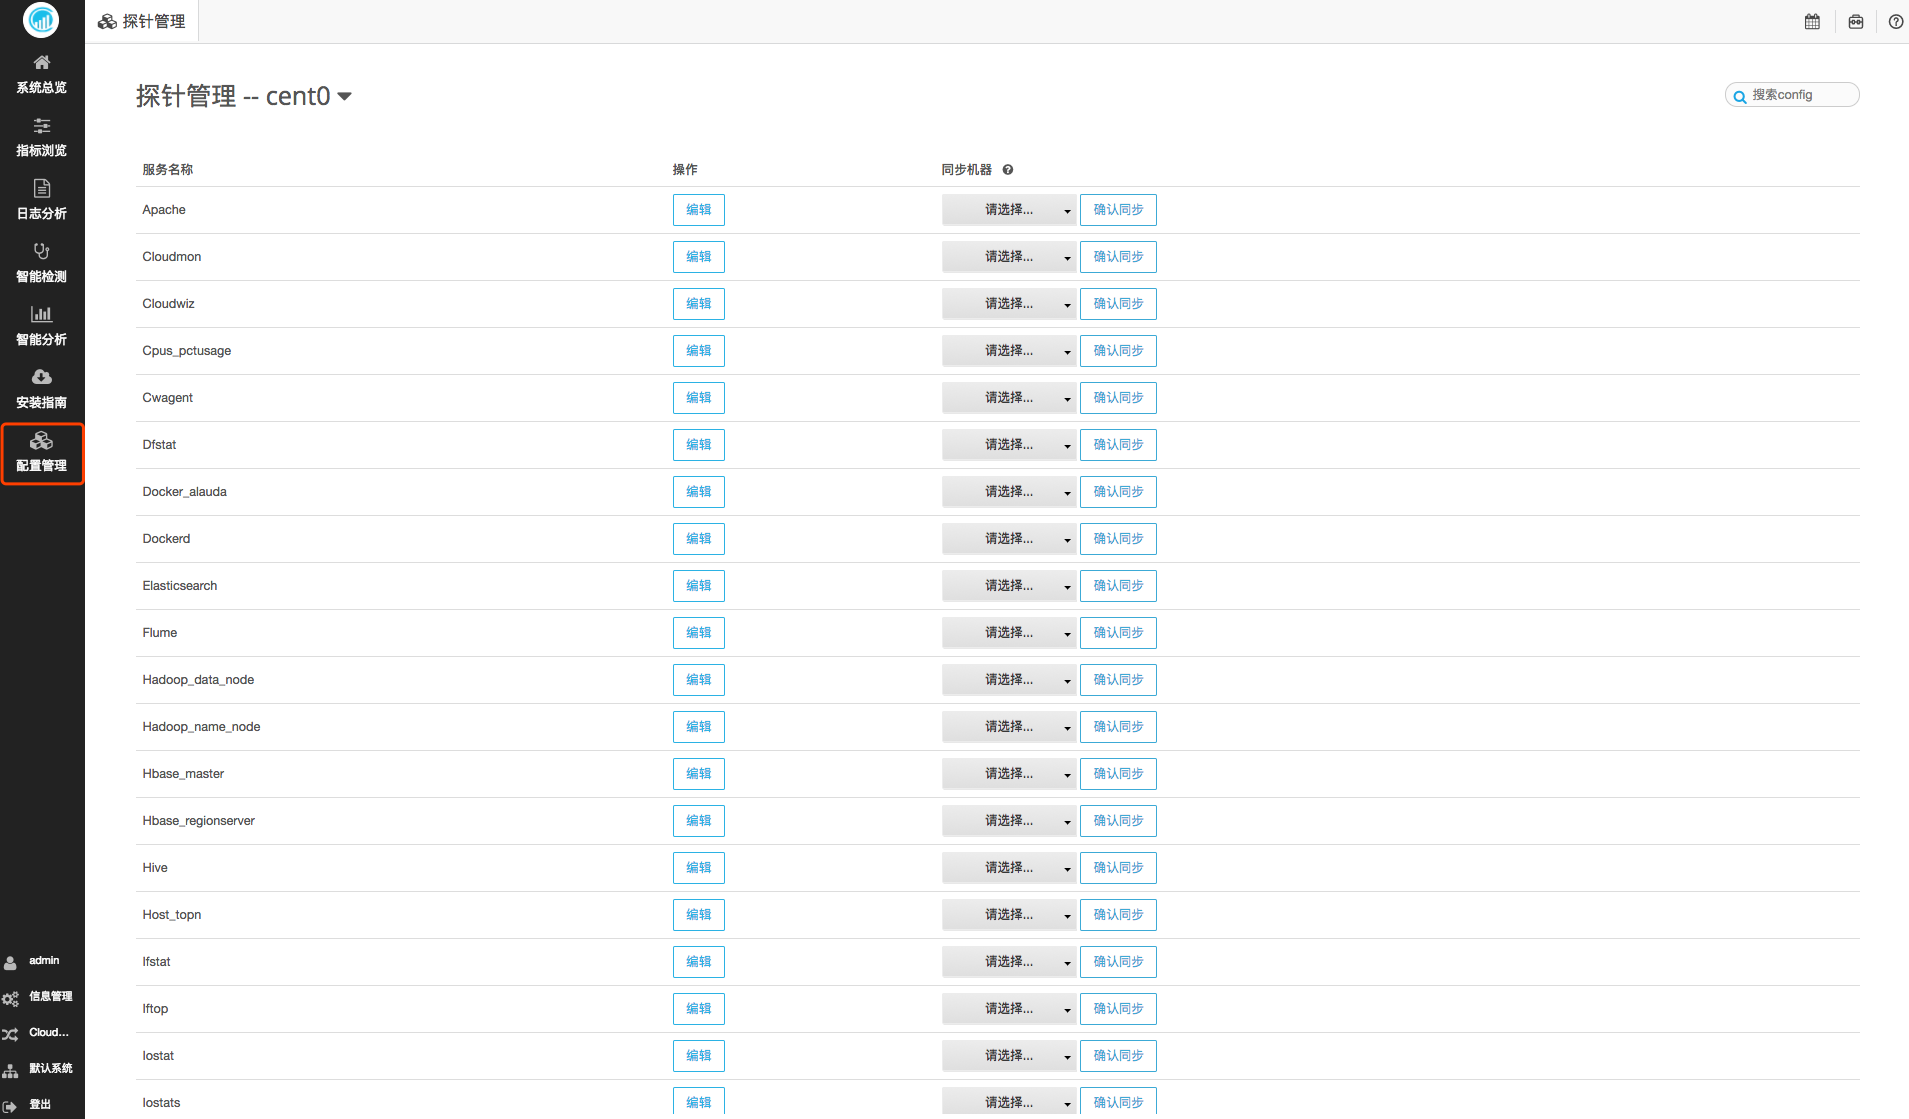 探针管理
系统总览
指标浏览
日志分析
智能检测
智能分析
安装指南
配置管理
admin
信息管理
Cloud...
默认系统
登出
探针管理 -- cent0
搜索config
服务名称 操作 同步机器
Apache 编辑 请选择... 确认同步
Cloudmon 编辑 请选择... 确认同步
Cloudwiz 编辑 请选择... 确认同步
Cpus_pctusage 编辑 请选择... 确认同步
Cwagent 编辑 请选择... 确认同步
Dfstat 编辑 请选择... 确认同步
Docker_alauda 编辑 请选择... 确认同步
Dockerd 编辑 请选择... 确认同步
Elasticsearch 编辑 请选择... 确认同步
Flume 编辑 请选择... 确认同步
Hadoop_data_node 编辑 请选择... 确认同步
Hadoop_name_node 编辑 请选择... 确认同步
Hbase_master 编辑 请选择... 确认同步
Hbase_regionserver 编辑 请选择... 确认同步
Hive 编辑 请选择... 确认同步
Host_topn 编辑 请选择... 确认同步
Ifstat 编辑 请选择... 确认同步
Iftop 编辑 请选择... 确认同步
Iostat 编辑 请选择... 确认同步
Iostats 编辑 请选择... 确认同步